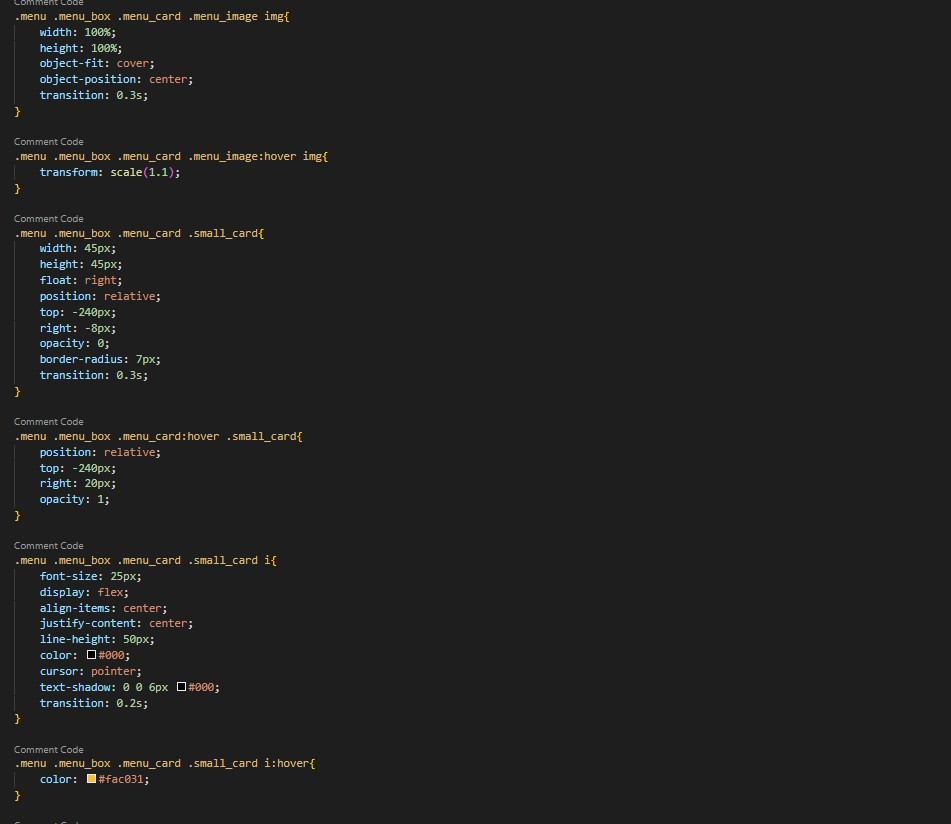 Comment Code
.menu .menu_box .menu_card .menu_image img{
width: 100%;
height: 100%;
object-fit: cover;
object-position: center;
transition: 0.3s;
}
Comment Code
.menu .menu_box .menu_card .menu_image:hover img{
transform: scale(1.1);
}
Comment Code
.menu .menu_box .menu_card .small_card{
width: 45px;
height: 45px;
float: right;
position: relative;
top: -240px;
right: -8px;
opacity: 0;
border-radius: 7px;
transition: 0.3s;
}
Comment Code
.menu .menu_box .menu_card:hover .small_card{
position: relative;
top: -240px;
right: 20px;
opacity: 1;
}
Comment Code
.menu .menu_box .menu_card .small_card i{
font-size: 25px;
display: flex;
align-items: center;
justify-content: center;
line-height: 50px;
color: #000;
cursor: pointer;
text-shadow: 0 0 6px #000;
transition: 0.2s;
}
Comment Code
.menu .menu_box .menu_card .small_card i:hover{
color: #fac031;
}